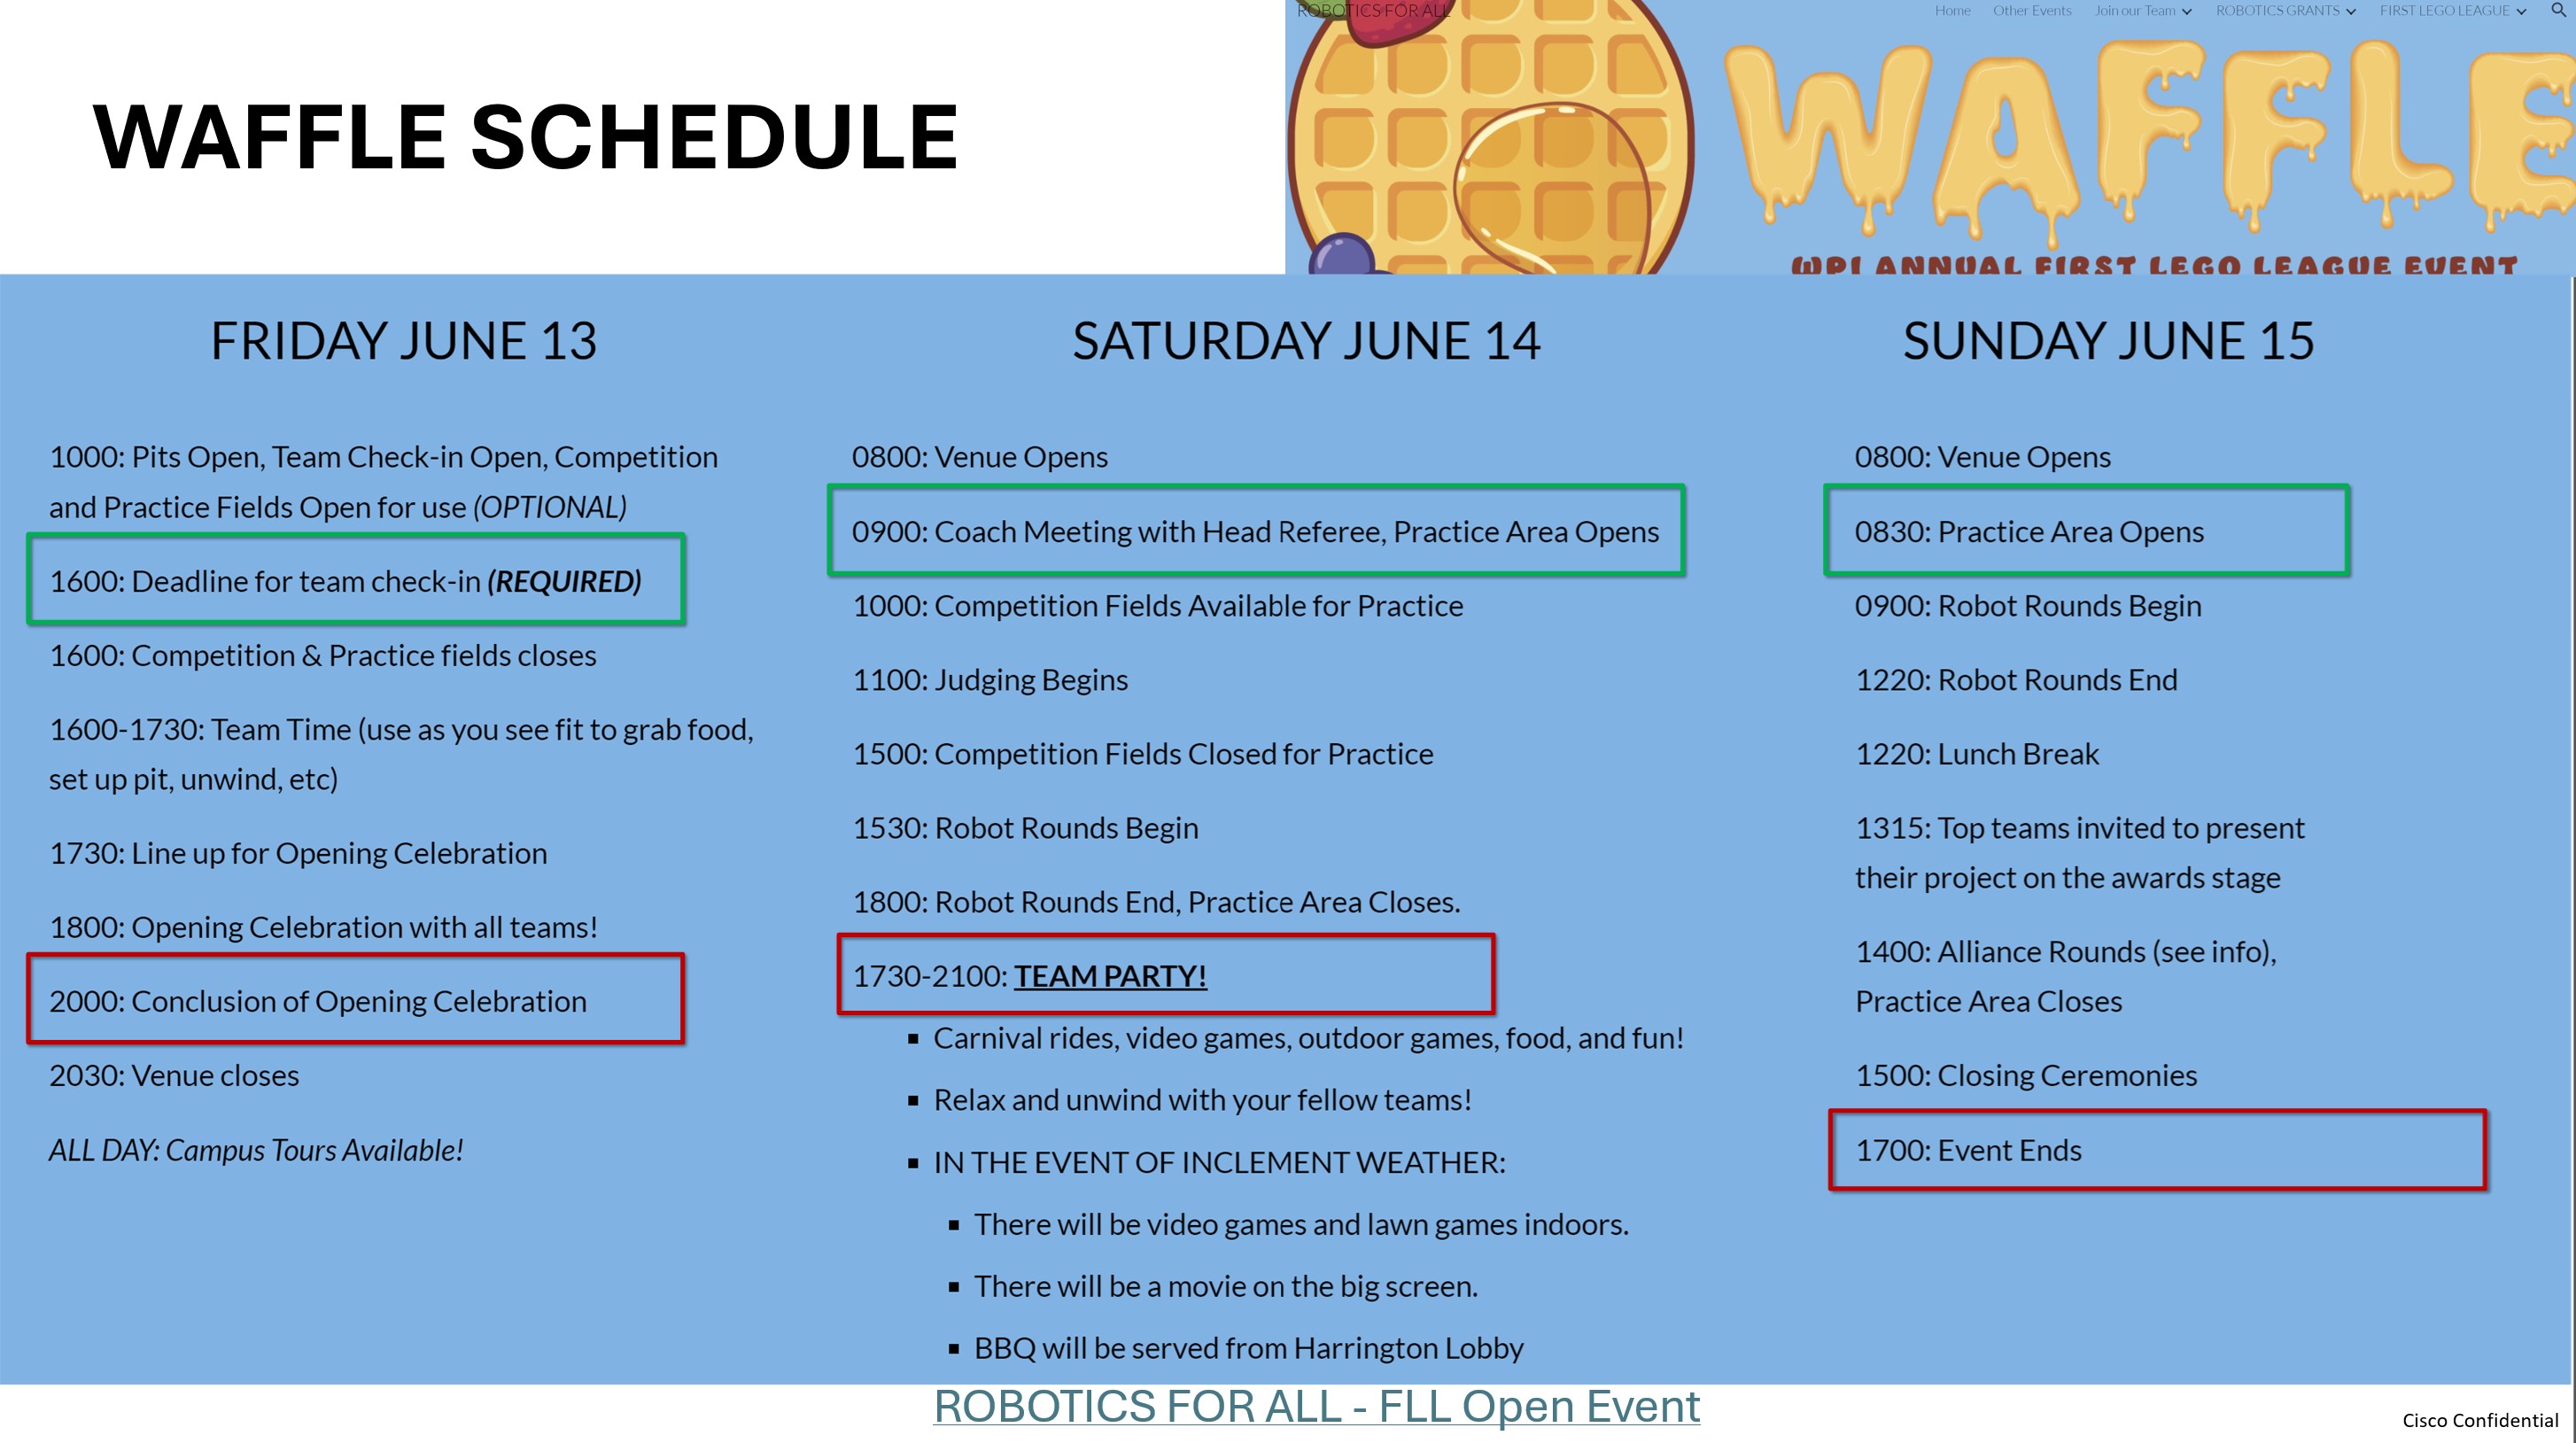 WAFFLE SCHEDULE
ROBOTICS FOR ALL
Home Other Events Join our Team ROBOTICS GRANTS FIRST LEGO LEAGUE
WAFFLE
WPI ANNUAL FIRST LEGO LEAGUE EVENT
FRIDAY JUNE 13
1000: Pits Open, Team Check-in Open, Competition
and Practice Fields Open for use (OPTIONAL)
1600: Deadline for team check-in (REQUIRED)
1600: Competition & Practice fields closes
1600-1730: Team Time (use as you see fit to grab food,
set up pit, unwind, etc)
1730: Line up for Opening Celebration
1800: Opening Celebration with all teams!
2000: Conclusion of Opening Celebration
2030: Venue closes
ALL DAY: Campus Tours Available!
SATURDAY JUNE 14
0800: Venue Opens
0900: Coach Meeting with Head Referee, Practice Area Opens
1000: Competition Fields Available for Practice
1100: Judging Begins
1500: Competition Fields Closed for Practice
1530: Robot Rounds Begin
1800: Robot Rounds End, Practice Area Closes.
1730-2100: TEAM PARTY!
▪ Carnival rides, video games, outdoor games, food, and fun!
▪ Relax and unwind with your fellow teams!
▪ IN THE EVENT OF INCLEMENT WEATHER:
▪ There will be video games and lawn games indoors.
▪ There will be a movie on the big screen.
▪ BBQ will be served from Harrington Lobby
SUNDAY JUNE 15
0800: Venue Opens
0830: Practice Area Opens
0900: Robot Rounds Begin
1220: Robot Rounds End
1220: Lunch Break
1315: Top teams invited to present
their project on the awards stage
1400: Alliance Rounds (see info),
Practice Area Closes
1500: Closing Ceremonies
1700: Event Ends
ROBOTICS FOR ALL - FLL Open Event
Cisco Confidential